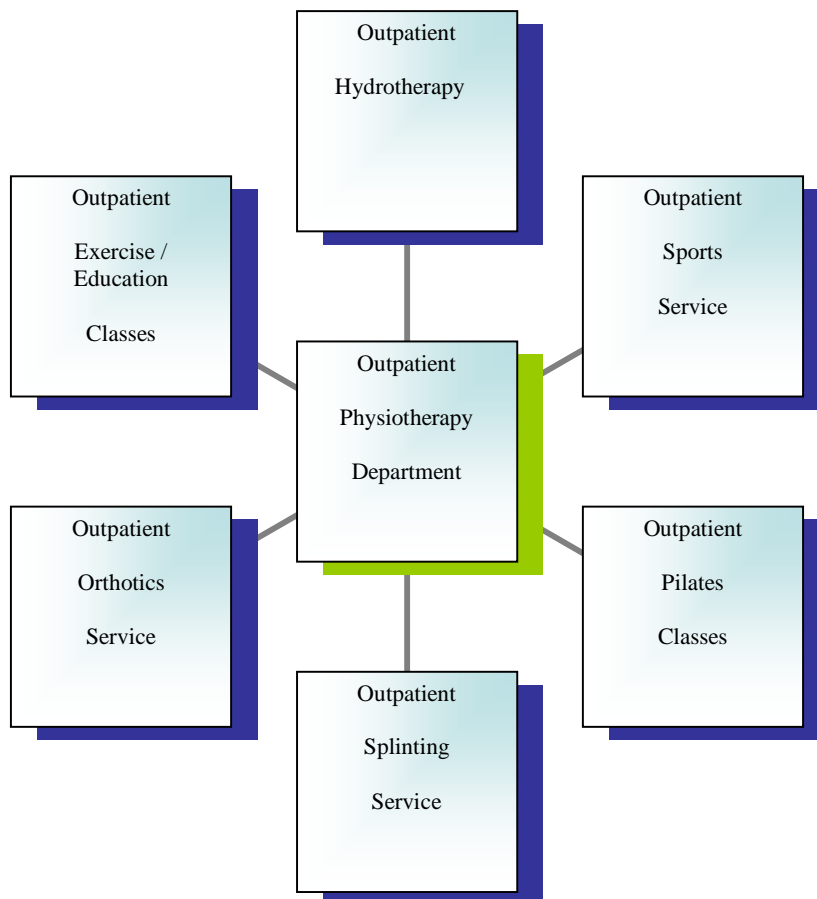 Outpatient
Hydrotherapy
Outpatient
Exercise /
Education
Classes
Outpatient
Sports
Service
Outpatient
Physiotherapy
Department
Outpatient
Orthotics
Service
Outpatient
Pilates
Classes
Outpatient
Splinting
Service